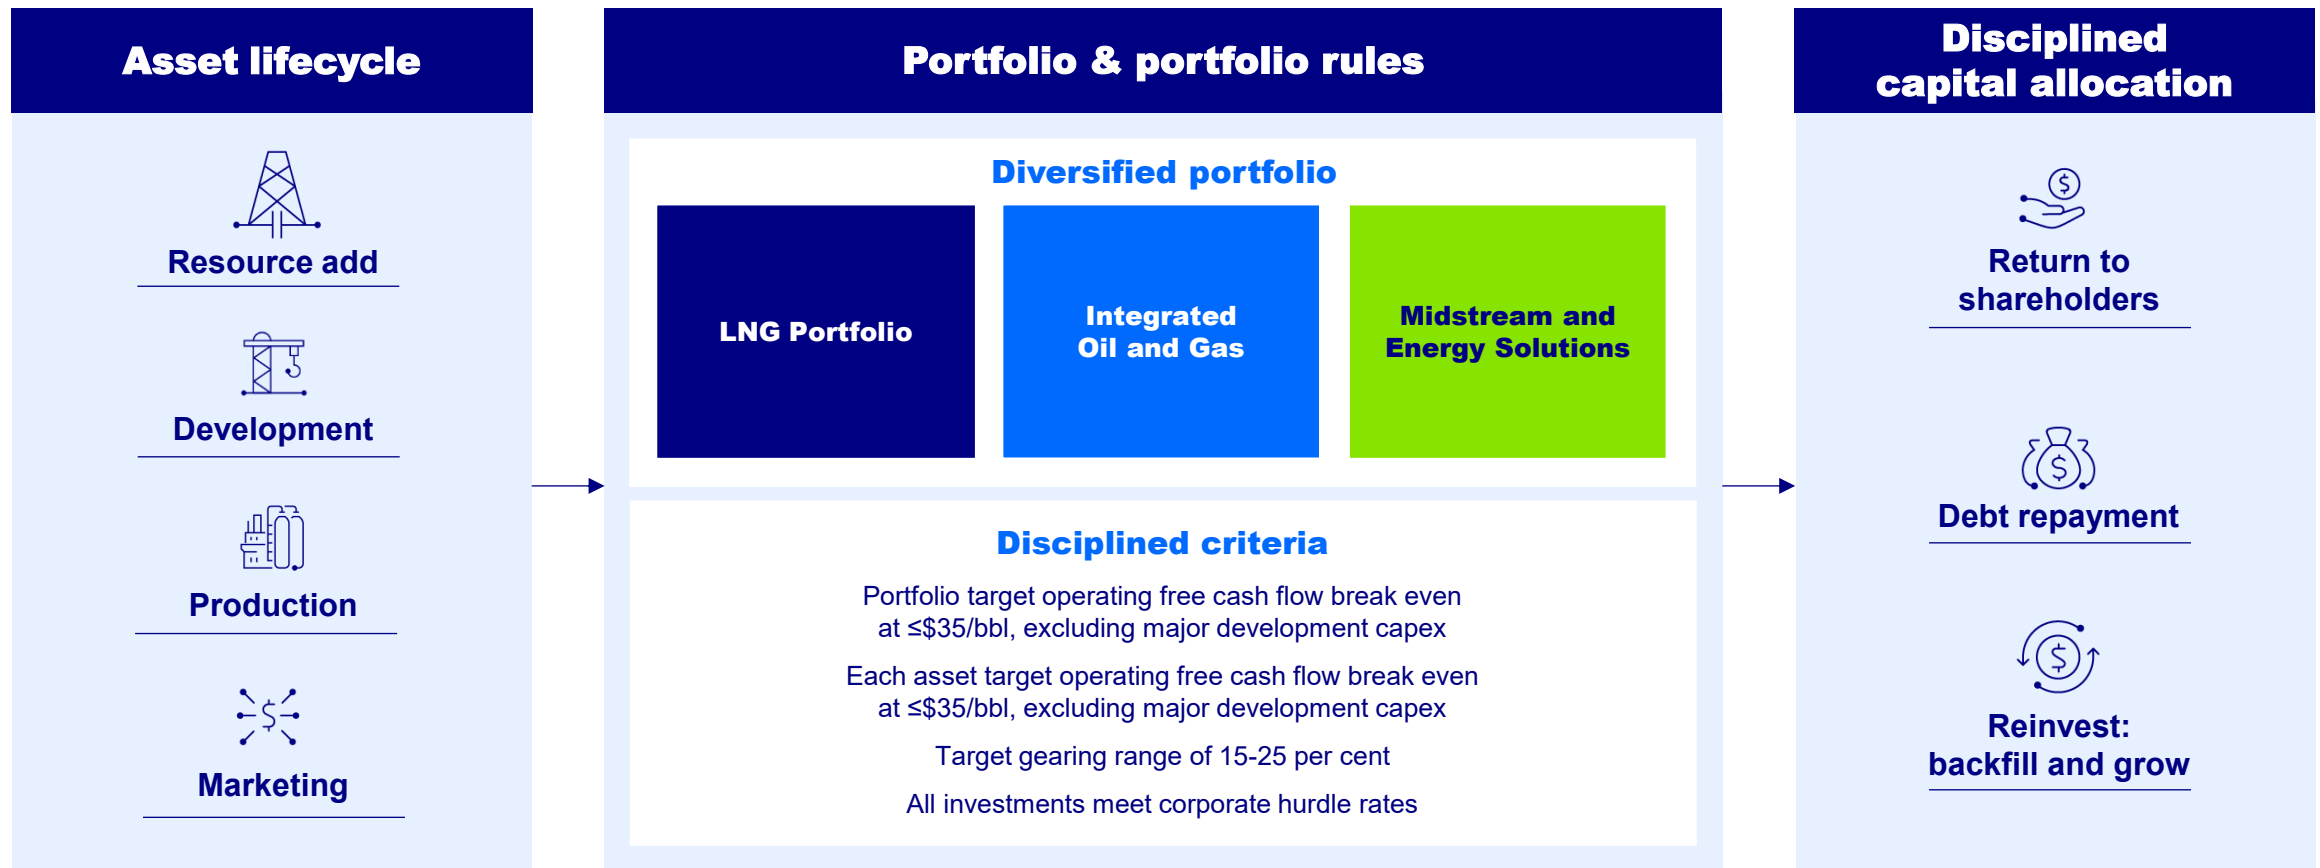 Asset lifecycle
Resource add
Development
Production
Marketing
Portfolio & portfolio rules
Diversified portfolio
LNG Portfolio
Integrated
Oil and Gas
Midstream and
Energy Solutions
Disciplined criteria
Portfolio target operating free cash flow break even
at ≤$35/bbl, excluding major development capex
Each asset target operating free cash flow break even
at ≤$35/bbl, excluding major development capex
Target gearing range of 15-25 per cent
All investments meet corporate hurdle rates
Disciplined
capital allocation
$
Return to
shareholders
$
Debt repayment
$
Reinvest:
backfill and grow